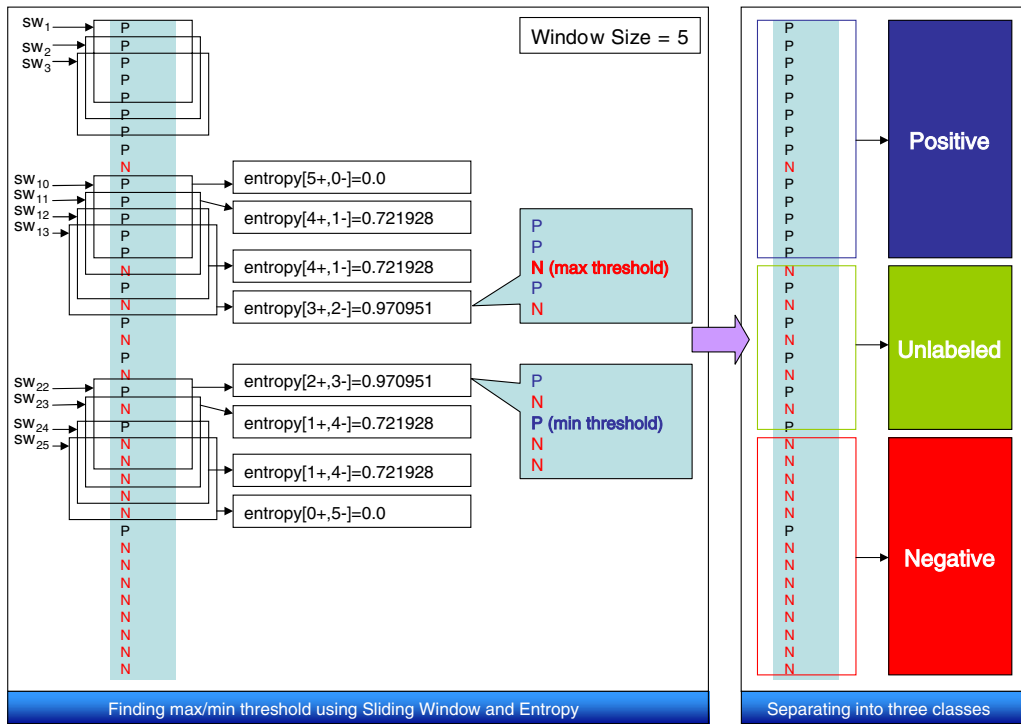 Window Size = 5
sw1
P
sw2
P
sw3
P
P
P
P
P
P
N
sw10
P
entropy[5+,0-]=0.0
sw11
P
sw12
P
entropy[4+,1-]=0.721928
sw13
P
P
N
entropy[4+,1-]=0.721928
P
N
entropy[3+,2-]=0.970951
P
N
P
N
sw22
P
entropy[2+,3-]=0.970951
sw23
N
entropy[1+,4-]=0.721928
sw24
P
sw25
N
N
entropy[1+,4-]=0.721928
N
N
N
entropy[0+,5-]=0.0
P
N
N
N
N
N
N
N
N
P
P
N (max threshold)
P
N
P
N
P (min threshold)
N
N
Finding max/min threshold using Sliding Window and Entropy
P
P
P
P
P
P
P
P
N
P
P
P
P
P
N
P
N
P
N
P
N
P
N
P
N
N
N
N
N
P
N
N
N
N
N
N
N
N
Positive
Unlabeled
Negative
Separating into three classes